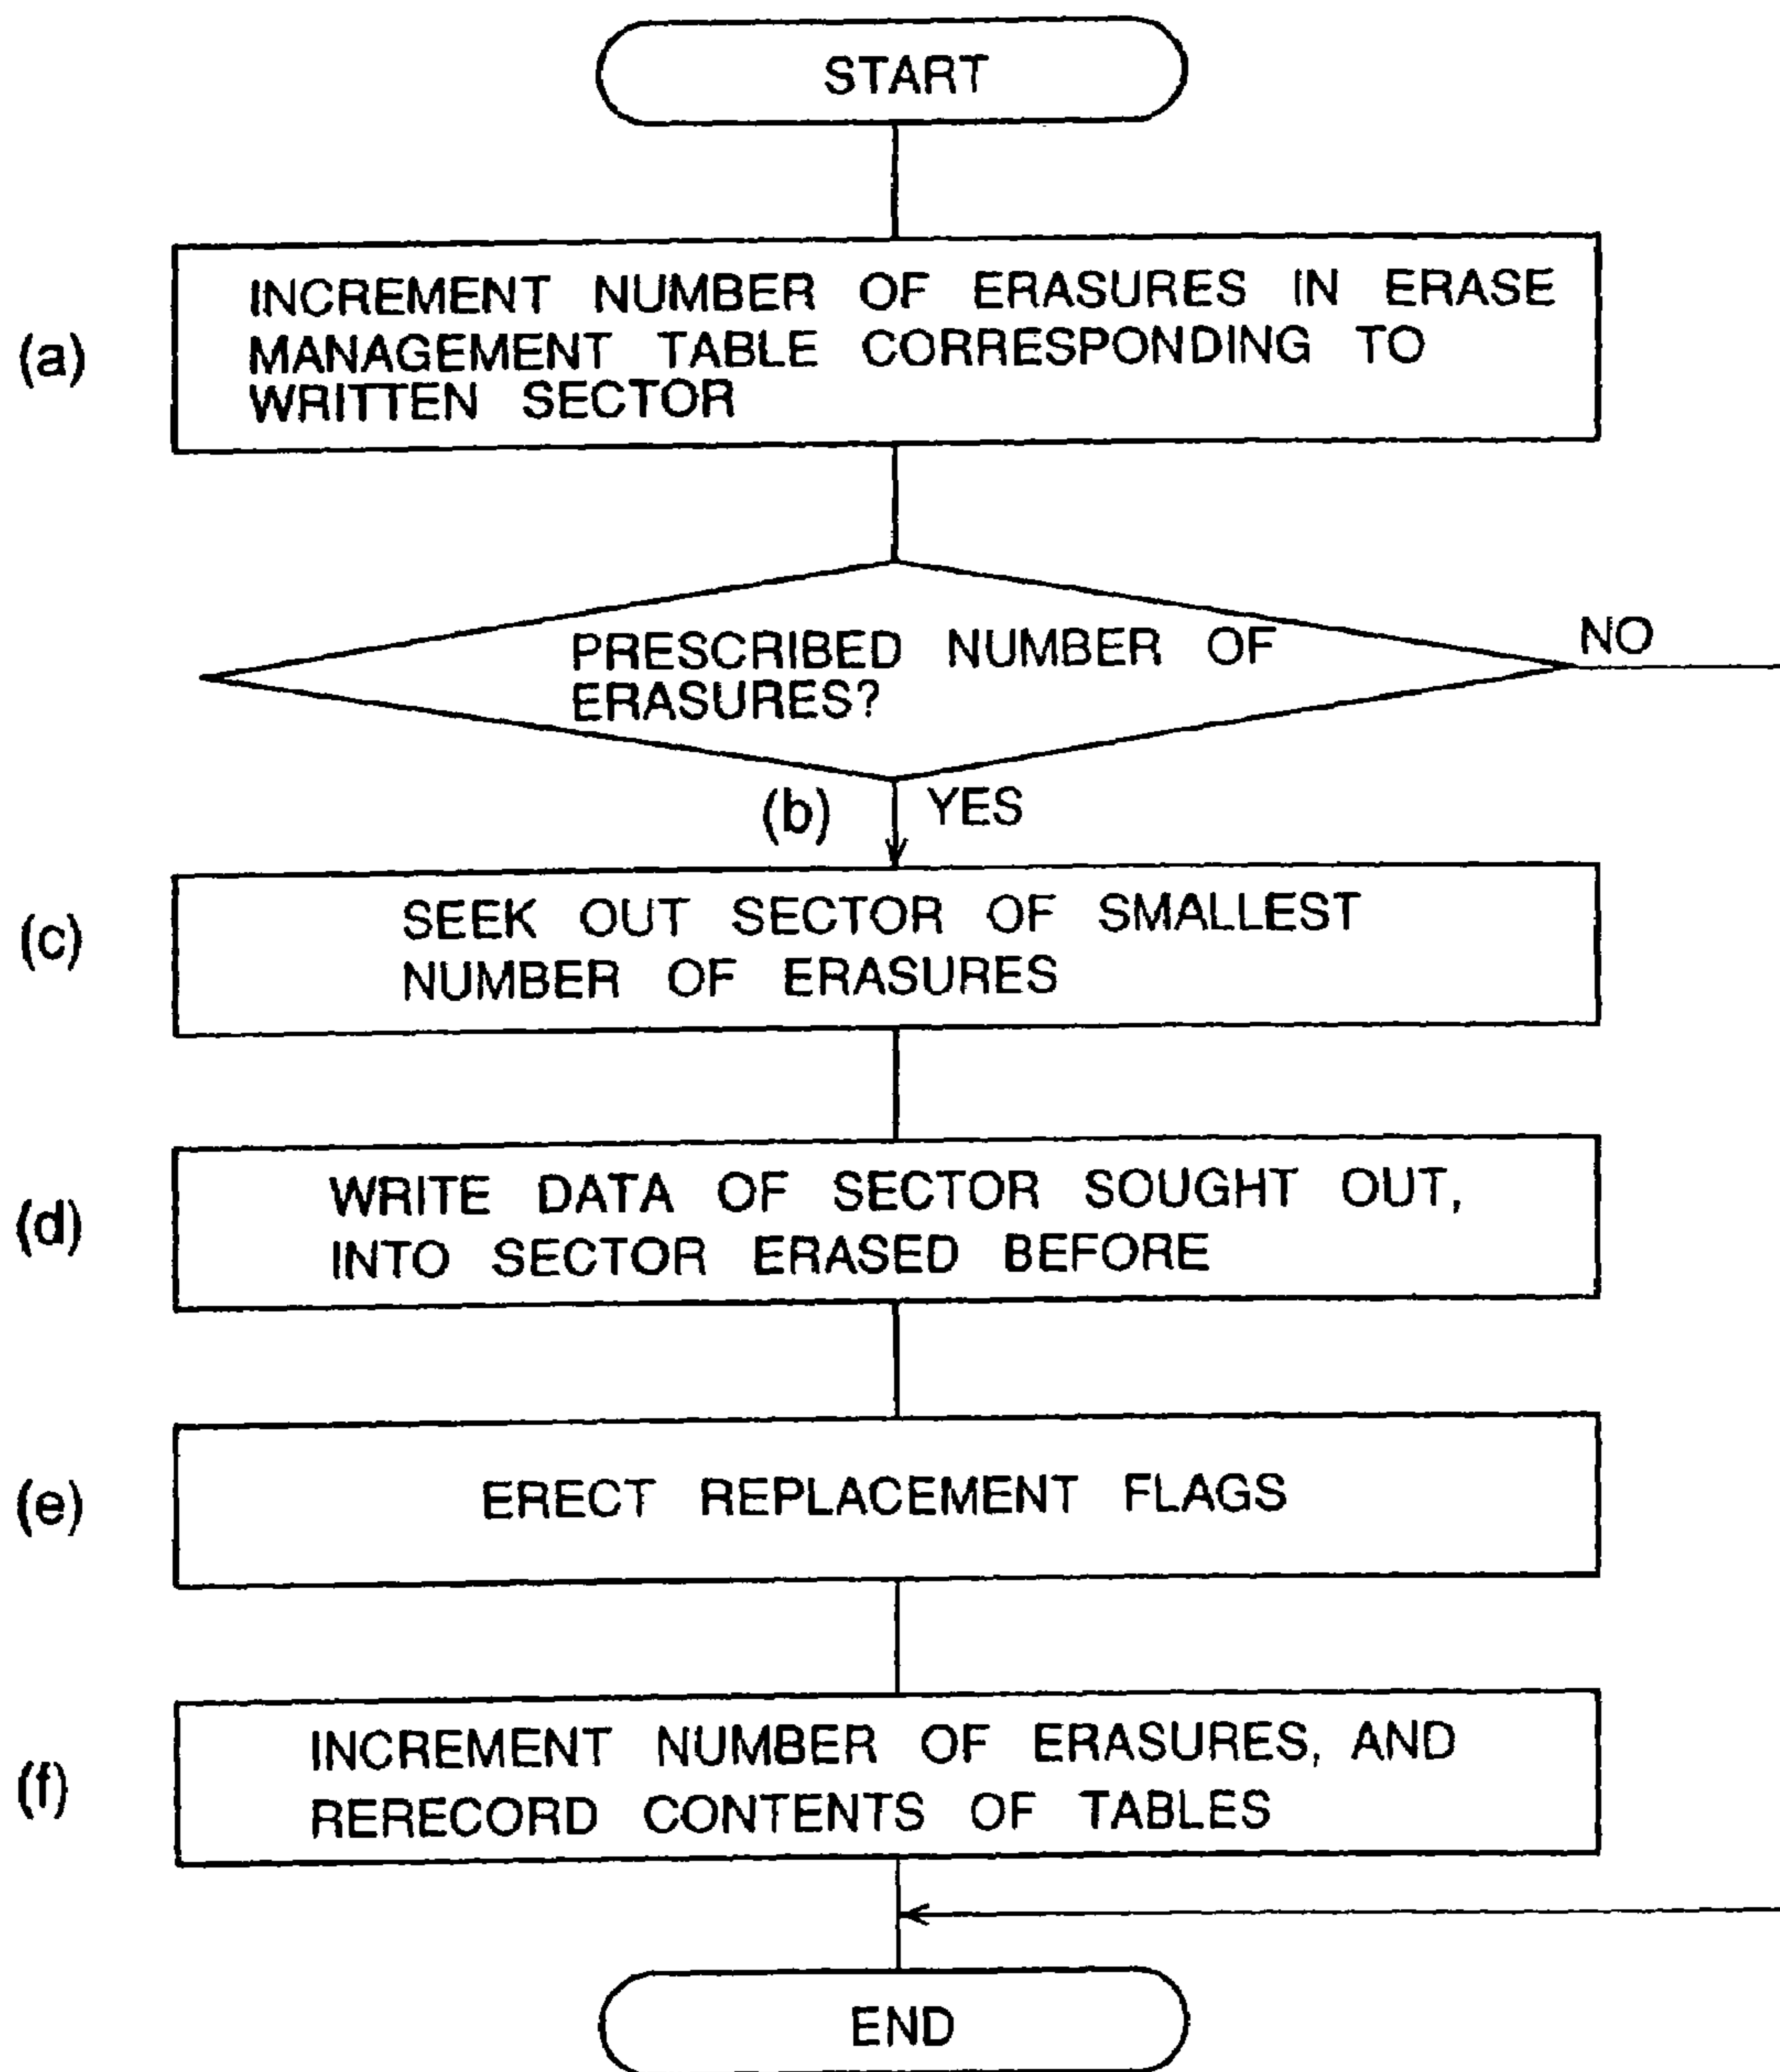 START
(a)
INCREMENT NUMBER OF ERASURES IN ERASE
MANAGEMENT TABLE CORRESPONDING TO
WRITTEN SECTOR
PRESCRIBED NUMBER OF
ERASURES?
NO
(b)
YES
(c)
SEEK OUT SECTOR OF SMALLEST
NUMBER OF ERASURES
(d)
WRITE DATA OF SECTOR SOUGHT OUT,
INTO SECTOR ERASED BEFORE
(e)
ERECT REPLACEMENT FLAGS
(f)
INCREMENT NUMBER OF ERASURES, AND
RERECORD CONTENTS OF TABLES
END